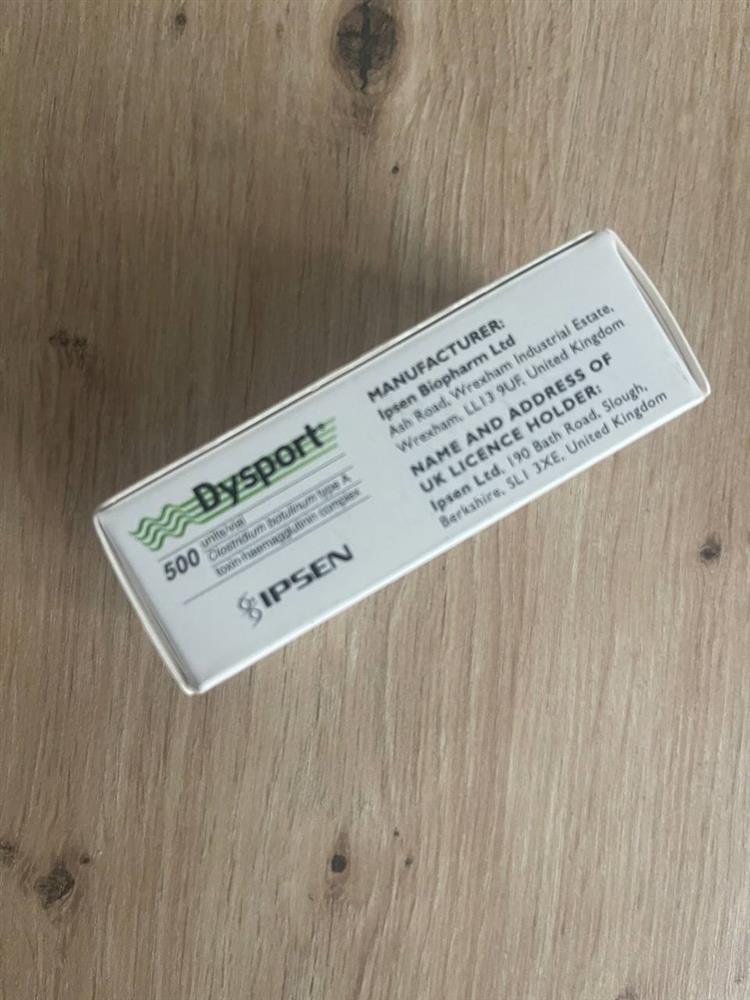 Dysport®
500 units/vial
Clostridium botulinum type A
toxin-haemagglutinin complex
IPSEN
MANUFACTURER:
Ipsen Biopharm Ltd
Ash Road, Wrexham Industrial Estate,
Wrexham, LL13 9UF, United Kingdom
NAME AND ADDRESS OF
UK LICENCE HOLDER:
Ipsen Ltd, 190 Bath Road, Slough,
Berkshire, SL1 3XE, United Kingdom